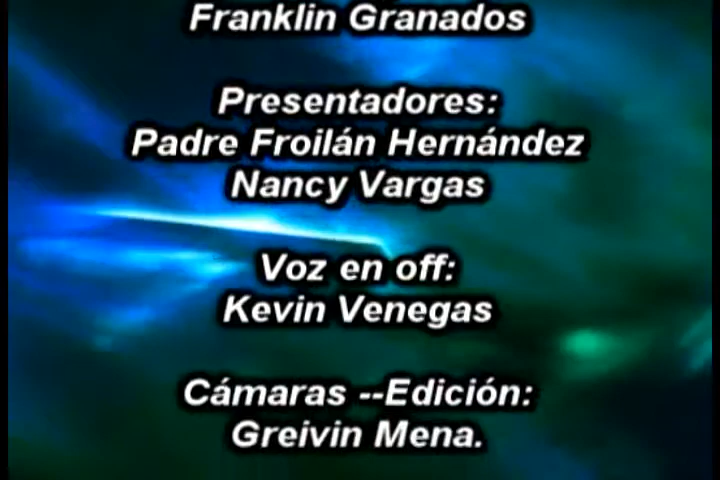 Franklin Granados
Presentadores:
Padre Froilán Hernández
Nancy Vargas
Voz en off:
Kevin Venegas
Cámaras --Edición:
Greivin Mena.